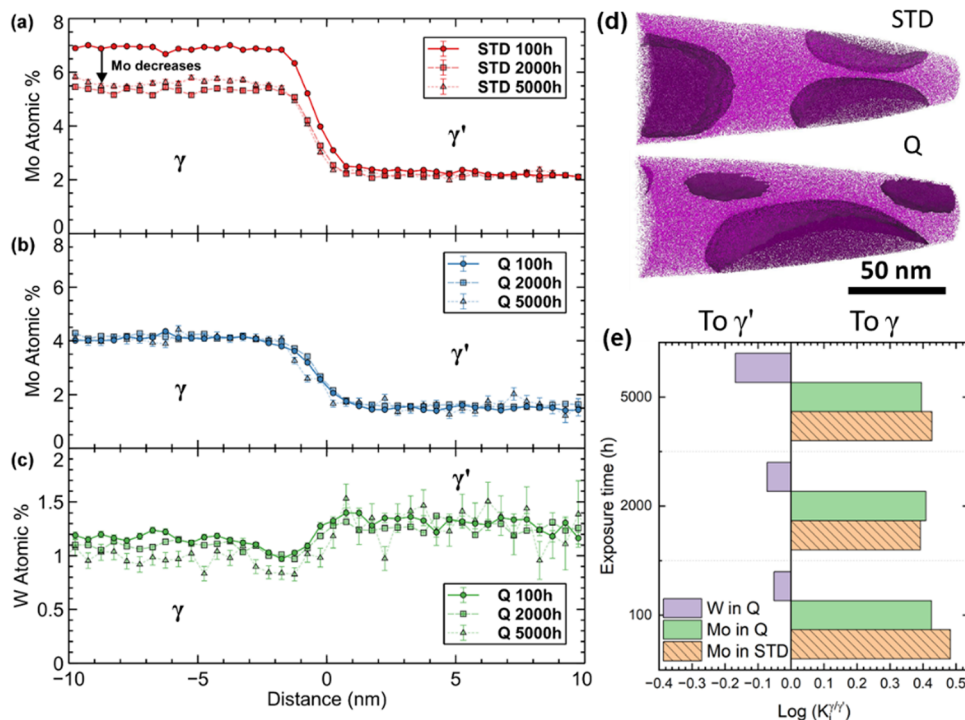 (a)
8
6
4
2
0
Mo Atomic %
Mo decreases
STD 100h
STD 2000h
STD 5000h
γ
γ'
(b)
8
6
4
2
0
Mo Atomic %
Q 100h
Q 2000h
Q 5000h
γ
γ'
(c)
2
1.5
1
0.5
0
W Atomic %
γ'
γ
Q 100h
Q 2000h
Q 5000h
−10
−5
0
5
10
Distance (nm)
(d)
STD
Q
50 nm
To γ'
To γ
(e)
Exposure time (h)
5000
2000
100
W in Q
Mo in Q
Mo in STD
-0.4 -0.3 -0.2 -0.1 0.0 0.1 0.2 0.3 0.4 0.5
Log (Kᵢγ/γ')